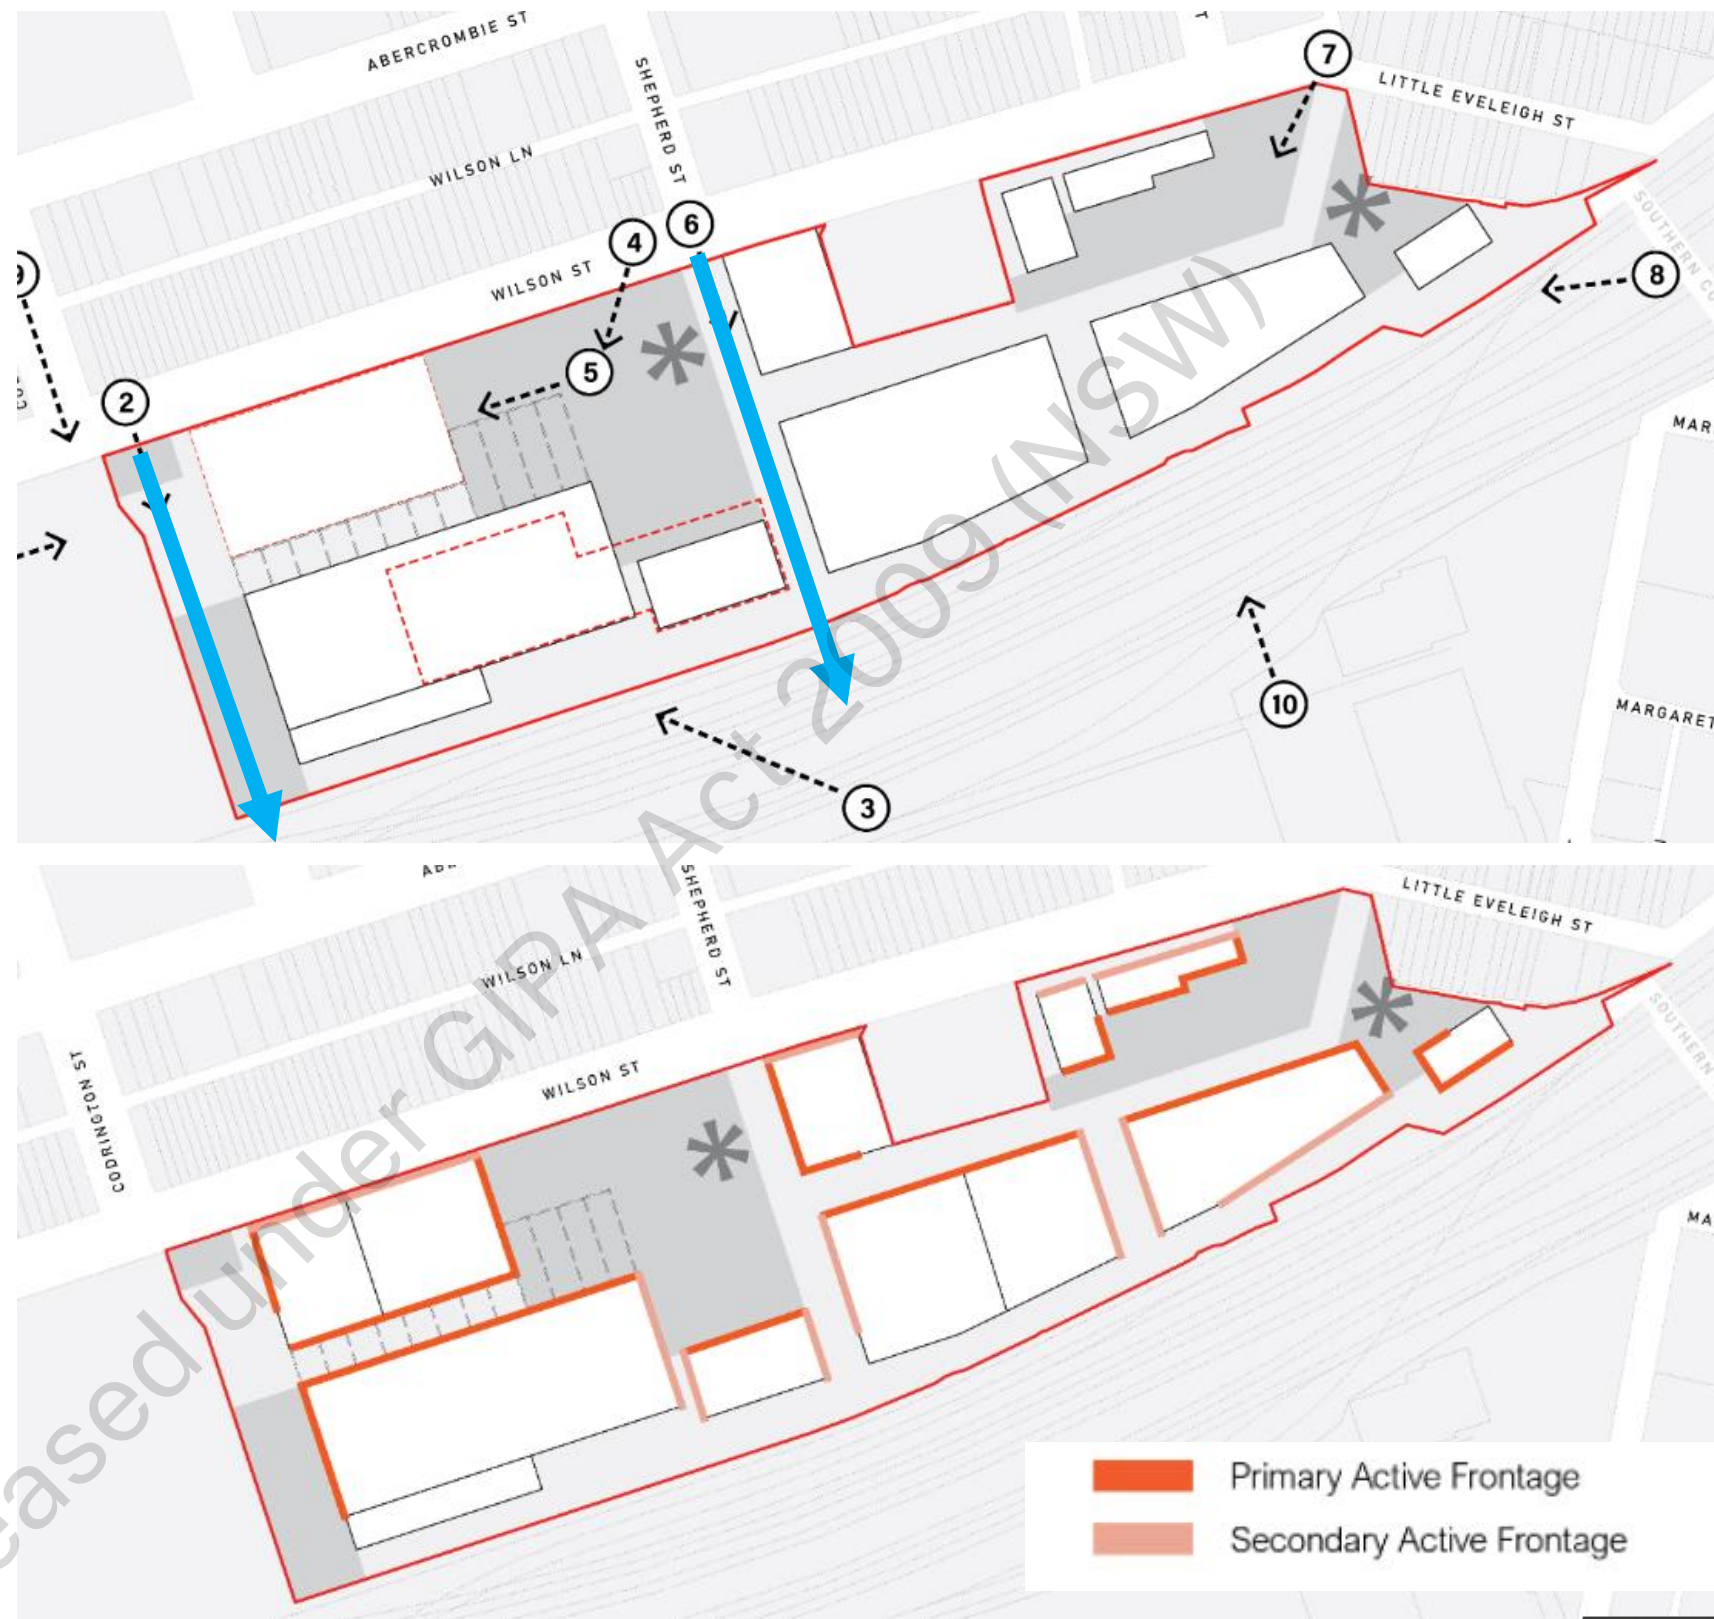 ABERCROMBIE ST
SHEPHERD ST
WILSON LN
7
LITTLE EVELEIGH ST
4
6
WILSON ST
8
5
2
MAR
10
MARGARET
3
LITTLE EVELEIGH ST
SHEPHERD ST
WILSON LN
CODRINGTON ST
WILSON ST
SOUTHERN
MA
Primary Active Frontage
Secondary Active Frontage
eased under GIPA Act 2009 (NSW)